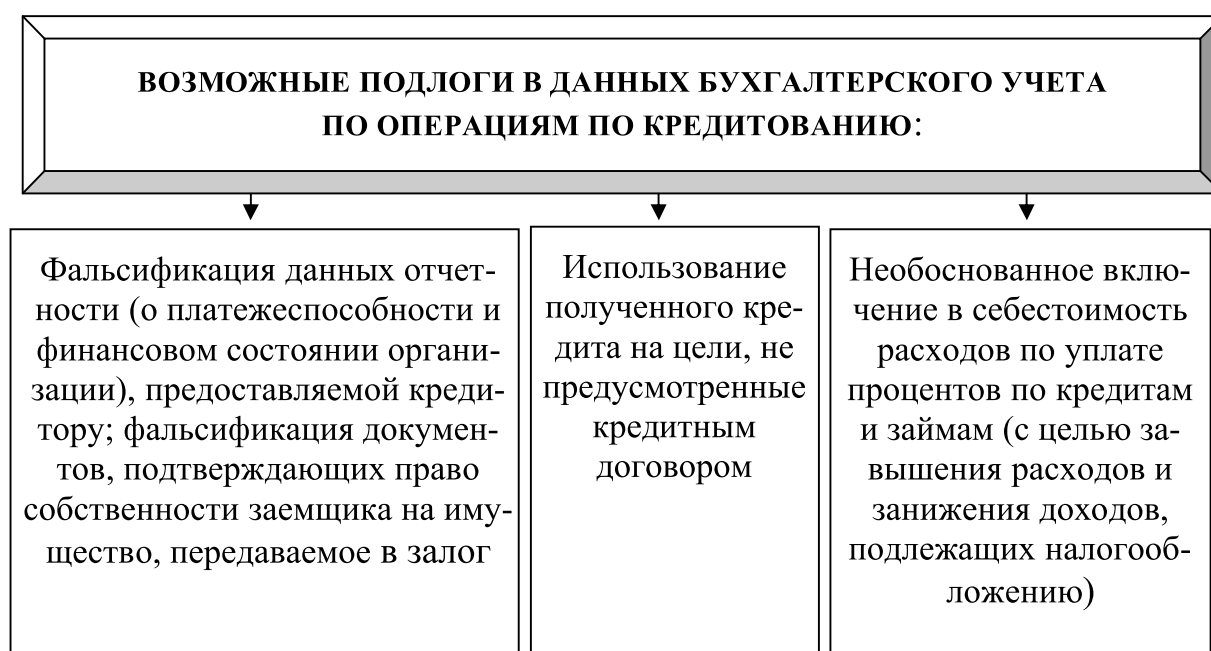 ВОЗМОЖНЫЕ ПОДЛОГИ В ДАННЫХ БУХГАЛТЕРСКОГО УЧЕТА
ПО ОПЕРАЦИЯМ ПО КРЕДИТОВАНИЮ:
Фальсификация данных отчет-
ности (о платежеспособности и
финансовом состоянии органи-
зации), предоставляемой креди-
тору; фальсификация докумен-
тов, подтверждающих право
собственности заемщика на иму-
щество, передаваемое в залог
Использование
полученного кре-
дита на цели, не
предусмотренные
кредитным
договором
Необоснованное вклю-
чение в себестоимость
расходов по уплате
процентов по кредитам
и займам (с целью за-
вышения расходов и
занижения доходов,
подлежащих налогооб-
ложению)